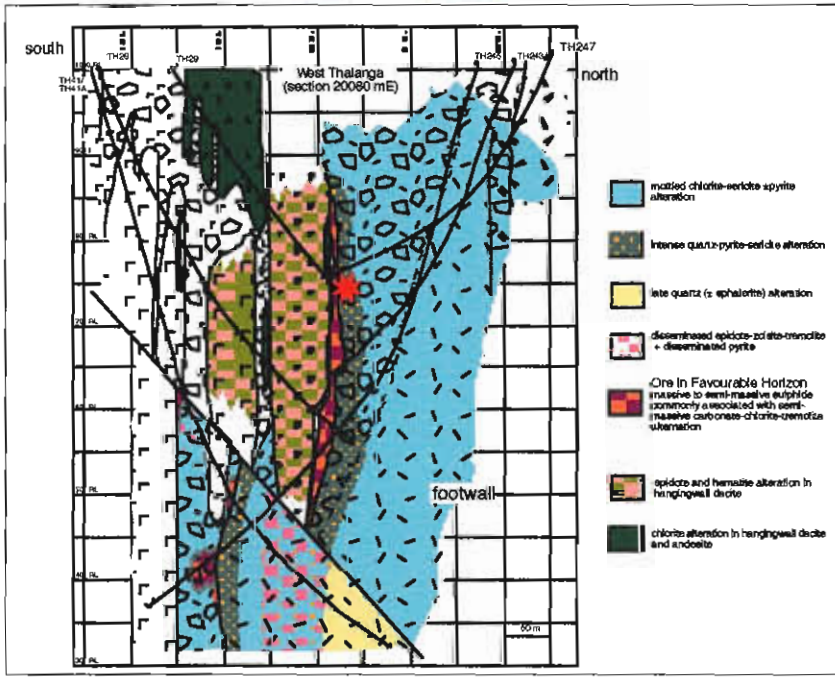 south
TH29
TH247
TH245
TH243A
West Thalanga
(section 20080 mE)
north
footwall
50 m
mottled chlorite-sericite ±pyrite
alteration
intense quartz-pyrite-sericite alteration
late quartz (± sphalerite) alteration
disseminated epidote-zoisite-tremolite
+ disseminated pyrite
Ore in Favourable Horizon
massive to semi-massive sulphide
commonly associated with semi-
massive carbonate-chlorite-tremolite
alternation
epidote and hematite alteration in
hangingwall dacite
chlorite alteration in hangingwall dacite
and andesite